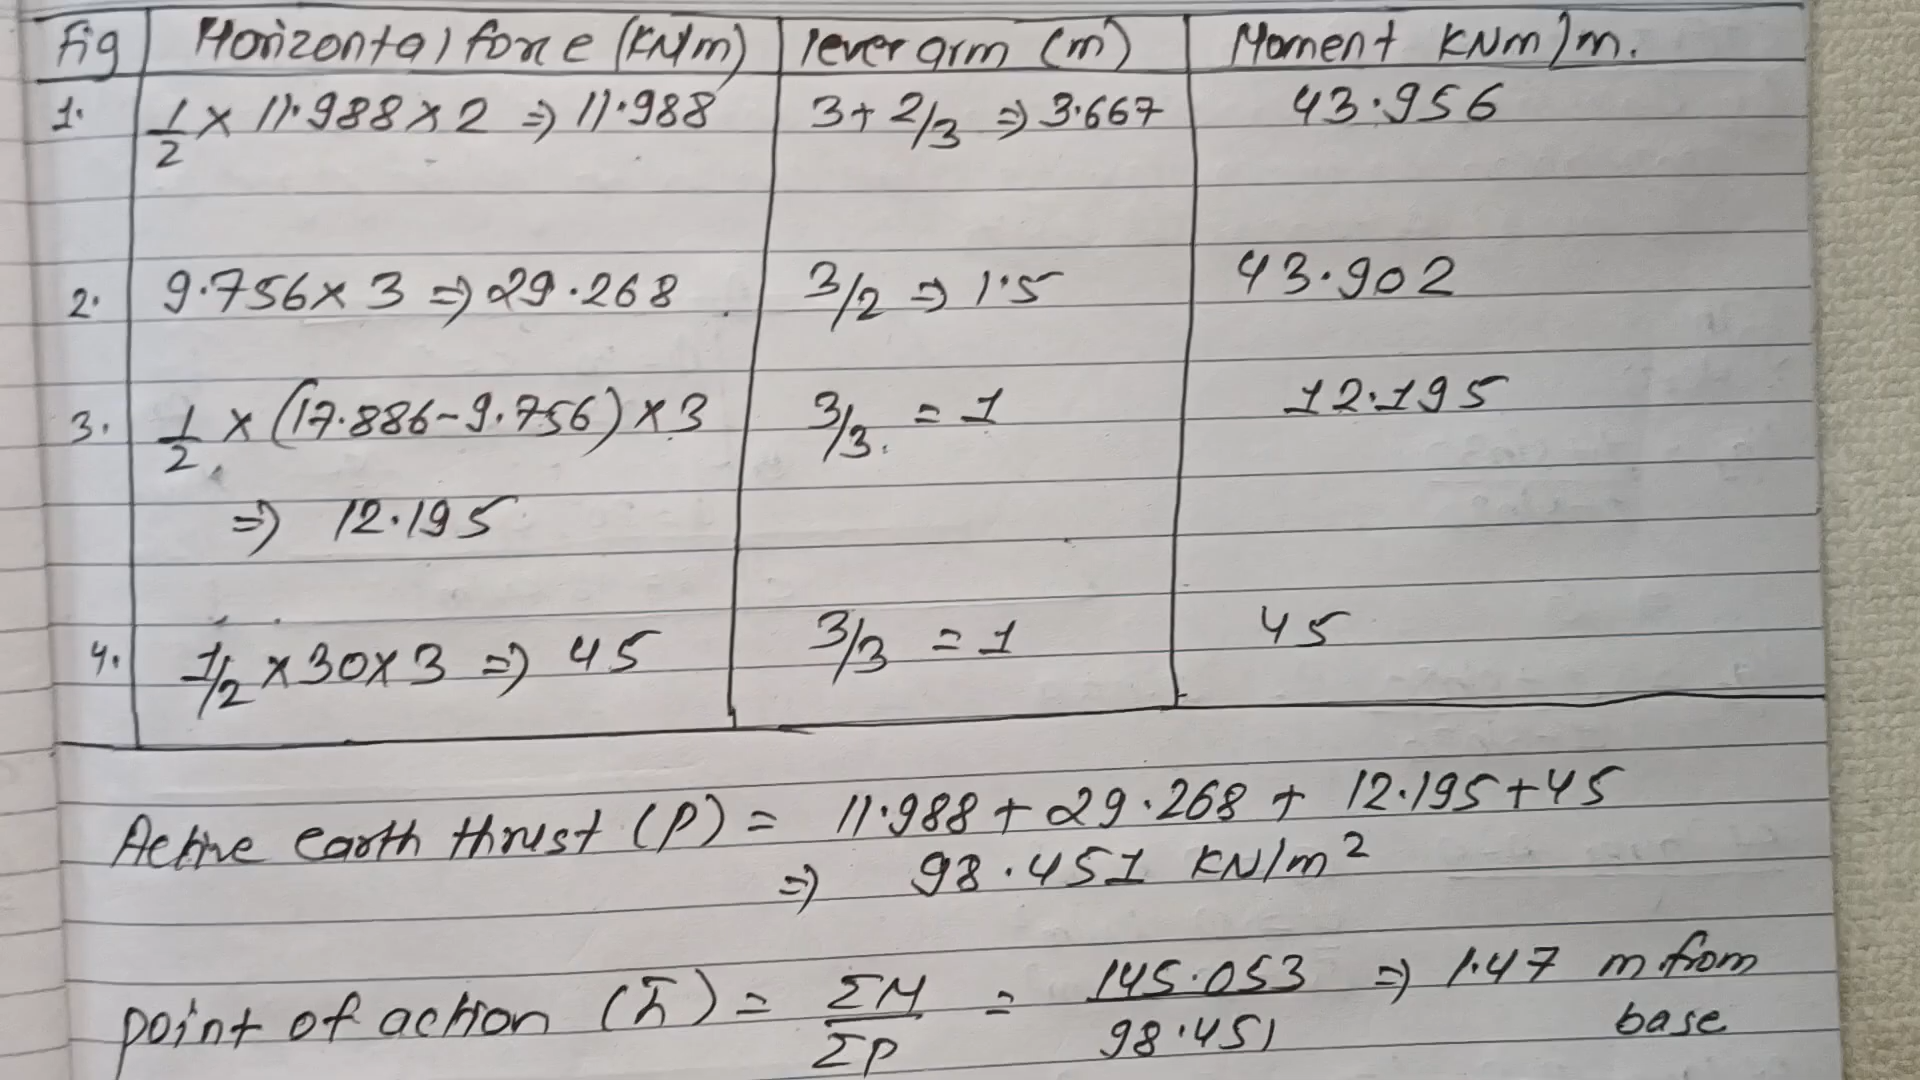 Fig Horizontal force (KN/m) lever arm (m) Moment KNm/m.
1. 1/2 × 11.988 × 2 ⇒ 11.988 3 + 2/3 ⇒ 3.667 43.956
2. 9.756 × 3 ⇒ 29.268 3/2 ⇒ 1.5 43.902
3. 1/2 × (17.886 - 9.756) × 3 3/3 = 1 12.195
⇒ 12.195
4. 1/2 × 30 × 3 ⇒ 45 3/3 = 1 45
Active earth thrust (P) = 11.988 + 29.268 + 12.195 + 45
⇒ 98.451 KN/m²
point of action (h̄) = ΣM/ΣP = 145.053/98.451 ⇒ 1.47 m from
base